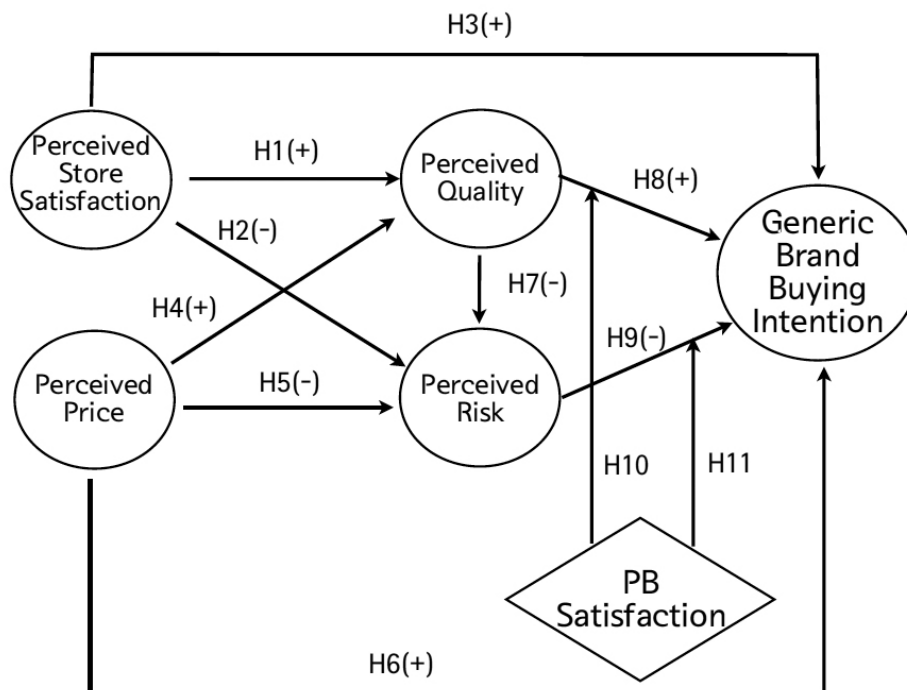 H3(+)
Perceived
Store
Satisfaction
H1(+)
Perceived
Quality
H8(+)
Generic
Brand
Buying
Intention
H2(-)
H4(+)
H7(-)
H9(-)
Perceived
Price
H5(-)
Perceived
Risk
H10
H11
PB
Satisfaction
H6(+)